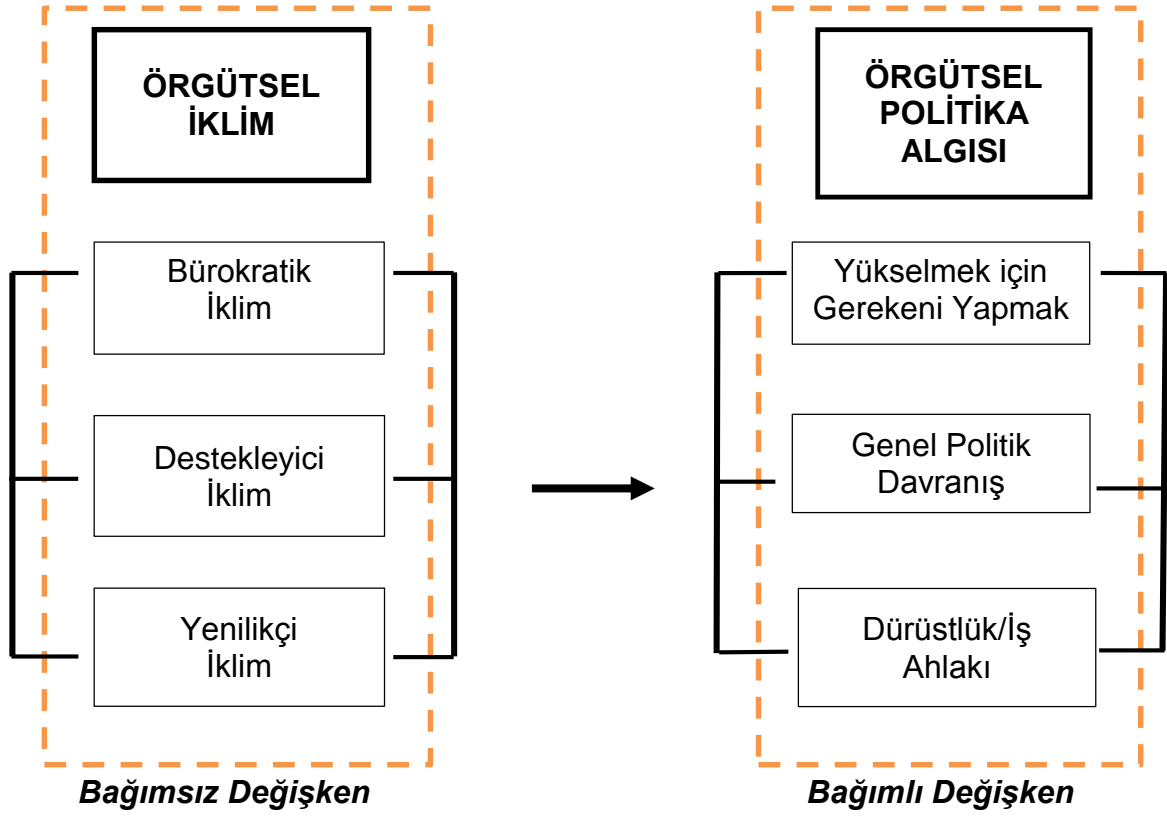 ÖRGÜTSEL
İKLİM
Bürokratik
İklim
Destekleyici
İklim
Yenilikçi
İklim
Bağımsız Değişken
ÖRGÜTSEL
POLİTİKA
ALGISI
Yükselmek için
Gerekeni Yapmak
Genel Politik
Davranış
Dürüstlük/İş
Ahlakı
Bağımlı Değişken